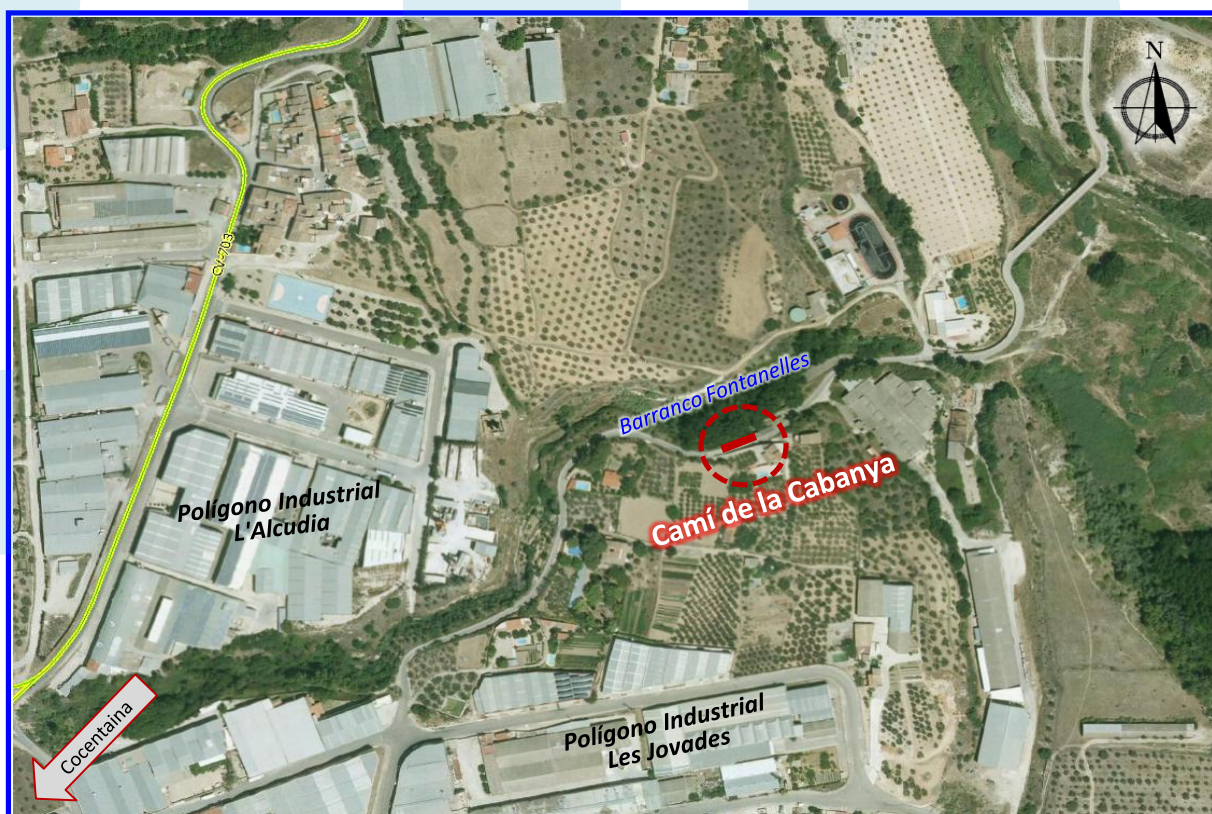 N
CV-703
Barranco Fontanelles
Camí de la Cabanya
Polígono Industrial
L'Alcudia
Polígono Industrial
Les Jovades
Cocentaina